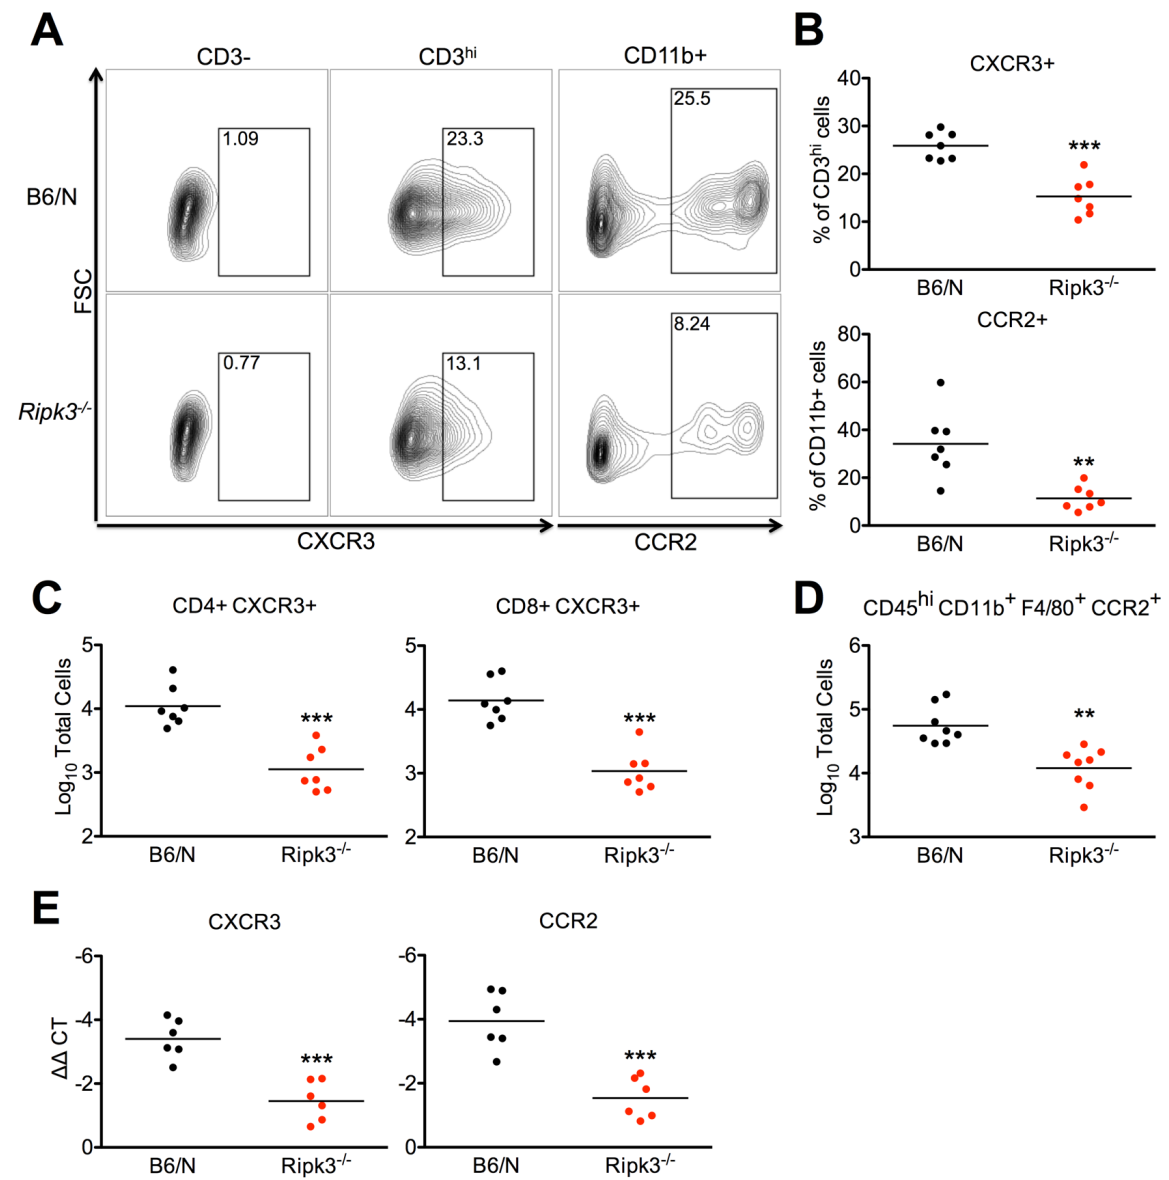 A
CD3-
CD3hi
CD11b+
B6/N
1.09
23.3
25.5
FSC
Ripk3-/-
0.77
13.1
8.24
CXCR3
CCR2
B
CXCR3+
% of CD3hi cells
40
30
20
10
0
***
B6/N
Ripk3-/-
CCR2+
% of CD11b+ cells
80
60
40
20
0
**
B6/N
Ripk3-/-
C
CD4+ CXCR3+
Log10 Total Cells
5
4
3
2
***
B6/N
Ripk3-/-
CD8+ CXCR3+
5
4
3
2
***
B6/N
Ripk3-/-
D
CD45hi CD11b+ F4/80+ CCR2+
Log10 Total Cells
6
5
4
3
**
B6/N
Ripk3-/-
E
CXCR3
ΔΔ CT
-6
-4
-2
0
***
B6/N
Ripk3-/-
CCR2
-6
-4
-2
0
***
B6/N
Ripk3-/-